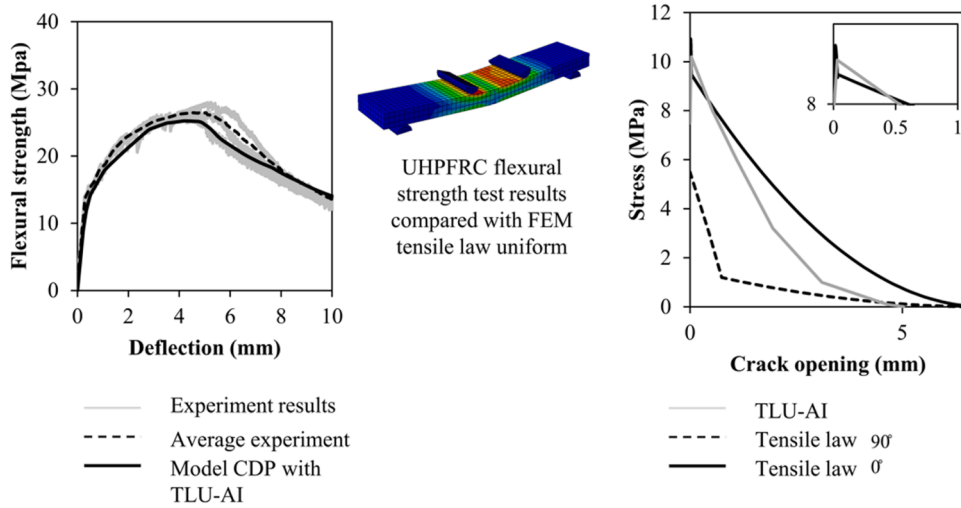 40
30
20
10
0
Flexural strength (Mpa)
0 2 4 6 8 10
Deflection (mm)
Experiment results
Average experiment
Model CDP with
TLU-AI
UHPFRC flexural
strength test results
compared with FEM
tensile law uniform
12
10
8
6
4
2
0
Stress (MPa)
0 5
Crack opening (mm)
8
0 0.5 1
TLU-AI
Tensile law 90°
Tensile law 0°